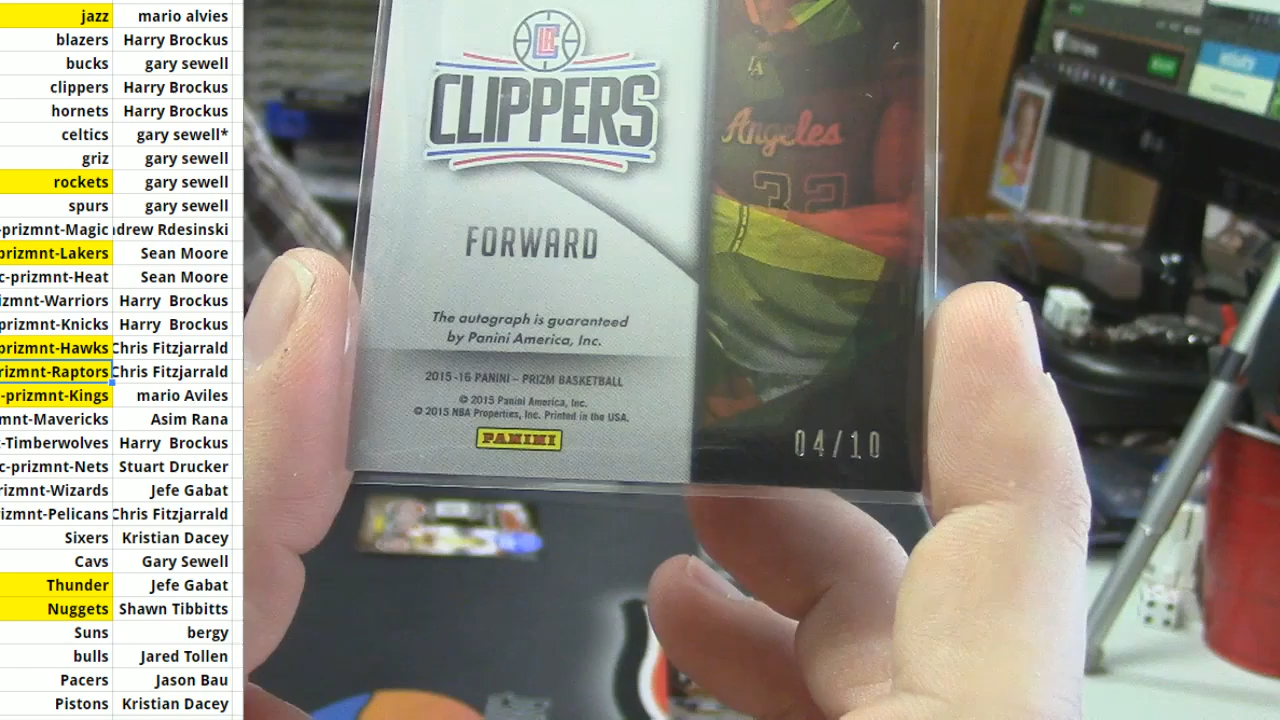 jazz mario alvies
blazers Harry Brockus
bucks gary sewell
clippers Harry Brockus
hornets Harry Brockus
celtics gary sewell*
griz gary sewell
rockets gary sewell
spurs gary sewell
-prizmnt-Magic drew Rdesinski
prizmnt-Lakers Sean Moore
c-prizmnt-Heat Sean Moore
izmnt-Warriors Harry Brockus
prizmnt-Knicks Harry Brockus
prizmnt-Hawks Chris Fitzjarrald
rizmnt-Raptors Chris Fitzjarrald
-prizmnt-Kings mario Aviles
mnt-Mavericks Asim Rana
t-Timberwolves Harry Brockus
c-prizmnt-Nets Stuart Drucker
rizmnt-Wizards Jefe Gabat
izmnt-Pelicans Chris Fitzjarrald
Sixers Kristian Dacey
Cavs Gary Sewell
Thunder Jefe Gabat
Nuggets Shawn Tibbitts
Suns bergy
bulls Jared Tollen
Pacers Jason Bau
Pistons Kristian Dacey
LAC
CLIPPERS
FORWARD
The autograph is guaranteed
by Panini America, Inc.
2015-16 PANINI – PRIZM BASKETBALL
© 2015 Panini America, Inc.
© 2015 NBA Properties, Inc. Printed in the USA.
PANINI
LA
Angeles
32
04/10